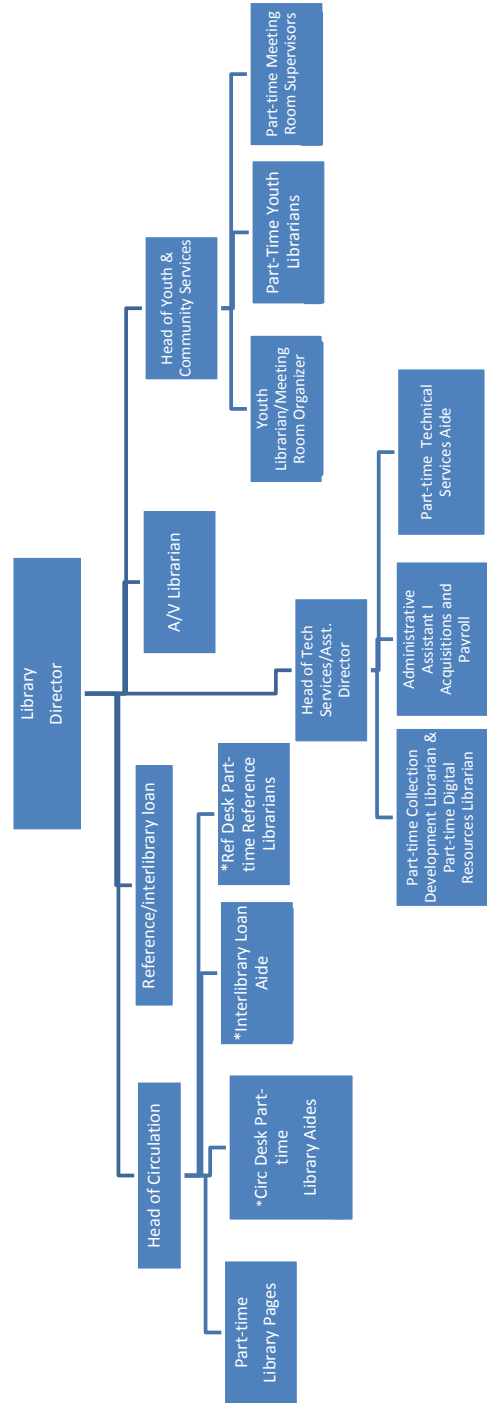 Library
Director
Head of Circulation
Reference/interlibrary loan
A/V Librarian
Head of Youth &
Community Services
Part-time
Library Pages
*Circ Desk Part-
time
Library Aides
*Interlibrary Loan
Aide
*Ref Desk Part-
time Reference
Librarians
Head of Tech
Services/Asst.
Director
Youth
Librarian/Meeting
Room Organizer
Part-Time Youth
Librarians
Part-time Meeting
Room Supervisors
Part-time Collection
Development Librarian &
Part-time Digital
Resources Librarian
Administrative
Assistant I
Acquisitions and
Payroll
Part-time Technical
Services Aide